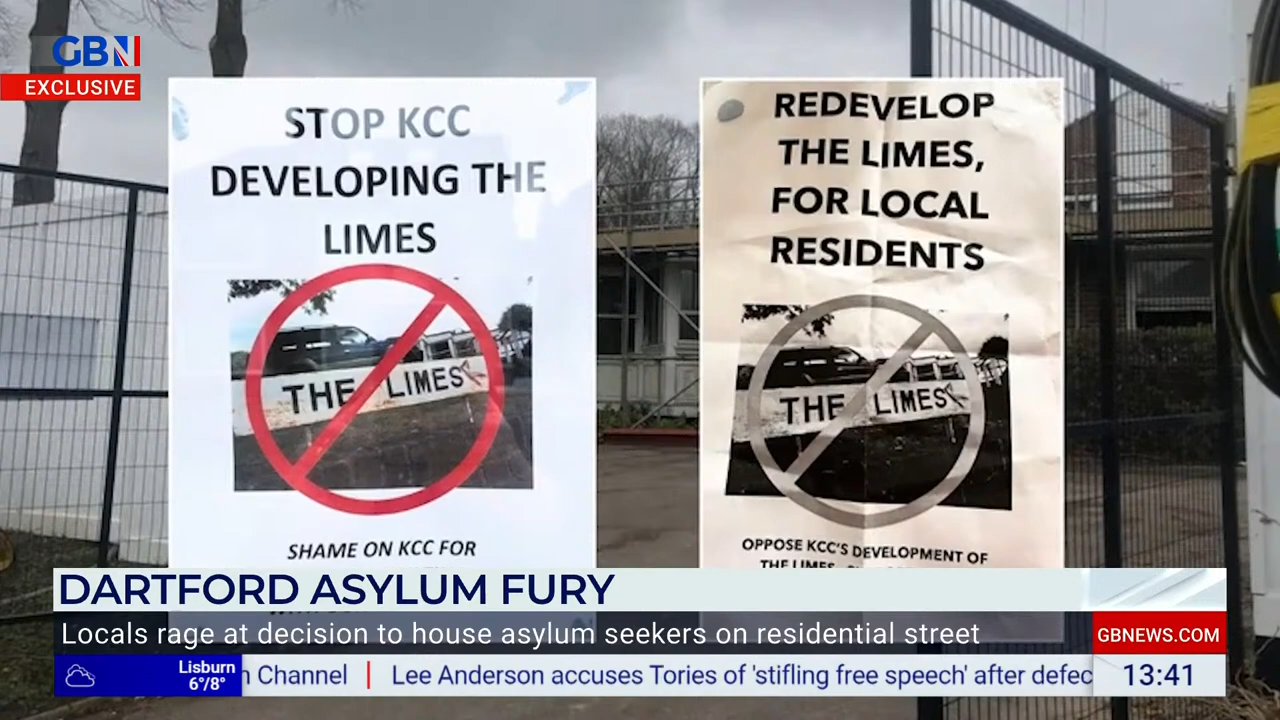 GBN
EXCLUSIVE
STOP KCC
DEVELOPING THE
LIMES
THE LIMES
SHAME ON KCC FOR
REDEVELOP
THE LIMES,
FOR LOCAL
RESIDENTS
THE LIMES
OPPOSE KCC'S DEVELOPMENT OF
DARTFORD ASYLUM FURY
Locals rage at decision to house asylum seekers on residential street
GBNEWS.COM
Lisburn
6°/8°
n Channel | Lee Anderson accuses Tories of 'stifling free speech' after defec
13:41